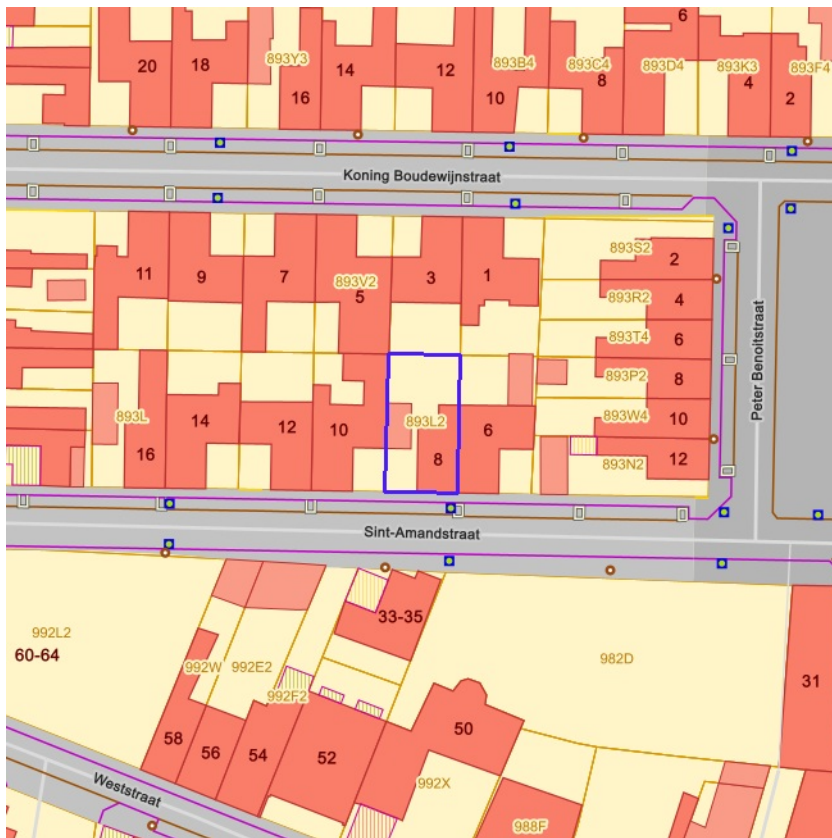 6
20
18
893Y3
16
14
12
893B4
10
893C4
8
893D4
893K3
4
893F4
2
Koning Boudewijnstraat
11
9
7
893V2
5
3
1
893S2
2
893R2
4
893T4
6
893P2
8
893W4
10
893N2
12
Peter Benoitstraat
893L
16
14
12
10
893L2
8
6
Sint-Amandstraat
992L2
60-64
992W
992E2
992F2
33-35
982D
31
58
56
54
52
50
992X
988F
Weststraat